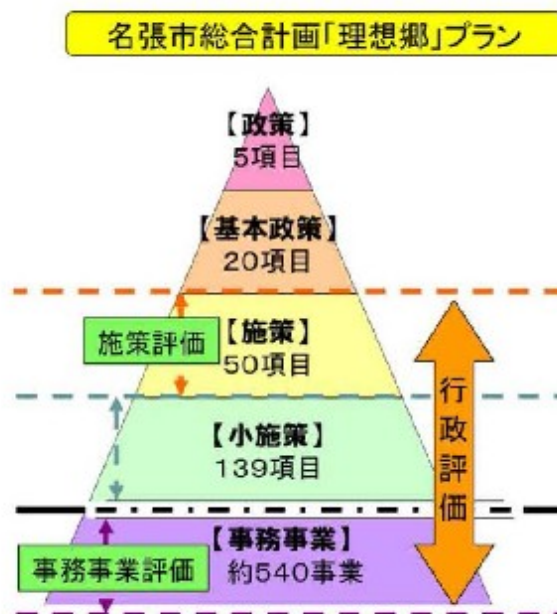 名張市総合計画「理想郷」プラン
【政策】
5項目
【基本政策】
20項目
施策評価
【施策】
50項目
【小施策】
139項目
行政評価
事務事業評価
【事務事業】
約540事業